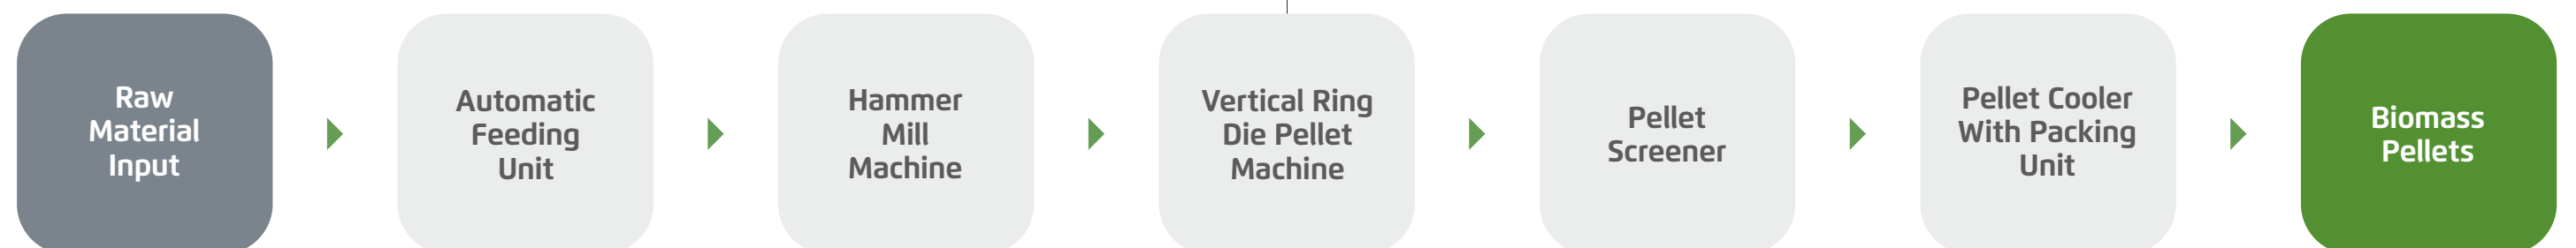 Raw
Material
Input
Automatic
Feeding
Unit
Hammer
Mill
Machine
Vertical Ring
Die Pellet
Machine
Pellet
Screener
Pellet Cooler
With Packing
Unit
Biomass
Pellets